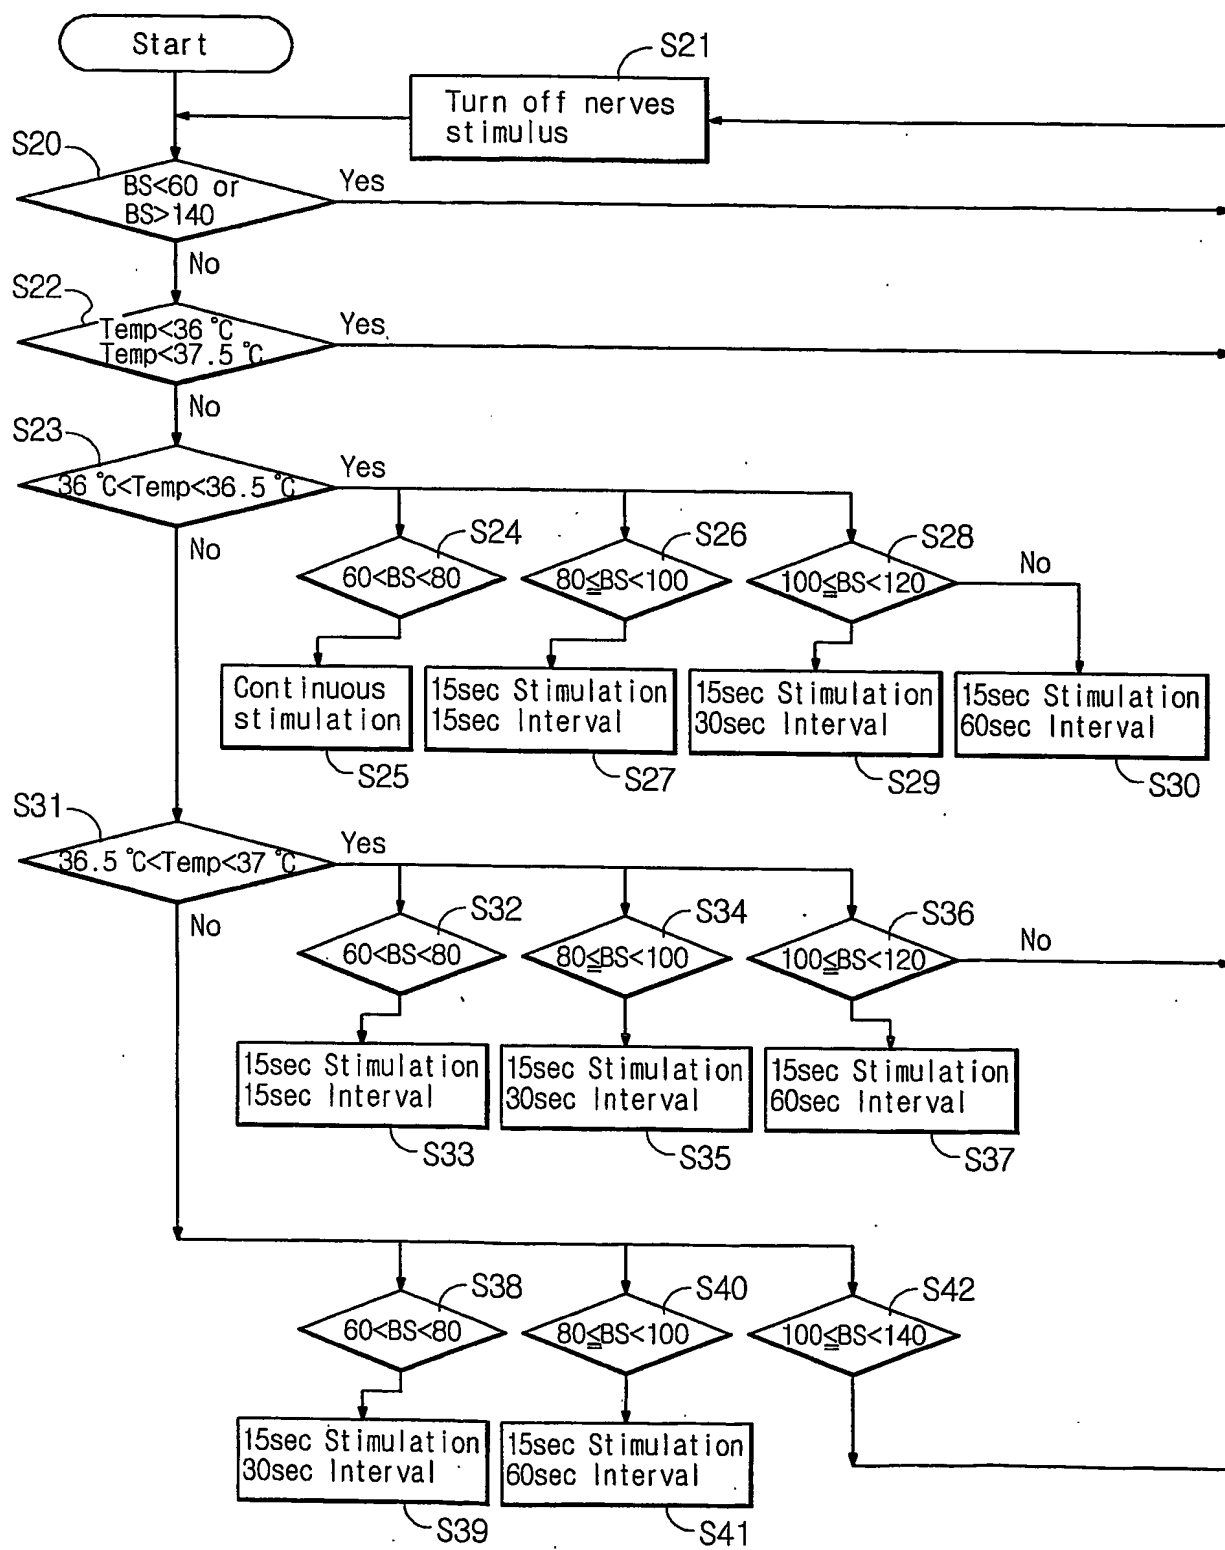 Start
S21
Turn off nerves
stimulus
S20
BS<60 or
BS>140
Yes
No
S22
Temp<36 ℃
Temp<37.5 ℃
Yes
No
S23
36 ℃<Temp<36.5 ℃
Yes
No
S24
60<BS<80
S26
80≦BS<100
S28
100≦BS<120
No
Continuous
stimulation
S25
15sec Stimulation
15sec Interval
S27
15sec Stimulation
30sec Interval
S29
15sec Stimulation
60sec Interval
S30
S31
36.5 ℃<Temp<37 ℃
Yes
No
S32
60<BS<80
S34
80≦BS<100
S36
100≦BS<120
No
15sec Stimulation
15sec Interval
S33
15sec Stimulation
30sec Interval
S35
15sec Stimulation
60sec Interval
S37
S38
60<BS<80
S40
80≦BS<100
S42
100≦BS<140
15sec Stimulation
30sec Interval
S39
15sec Stimulation
60sec Interval
S41